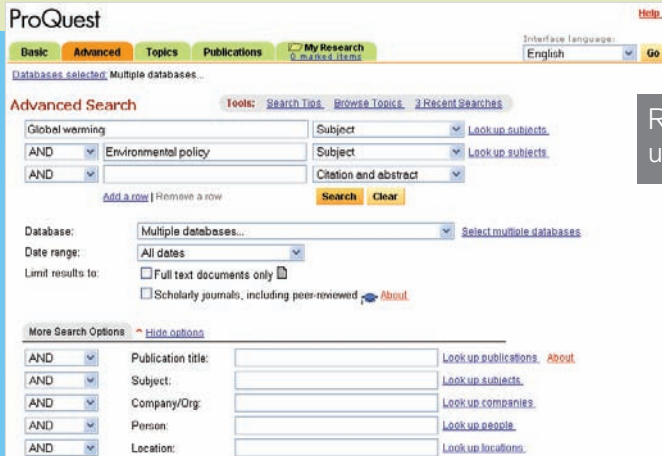 ProQuest
Help
Basic Advanced Topics Publications My Research
0 marked items
Interface language:
English Go
Databases selected: Multiple databases...
Advanced Search Tools: Search Tips Browse Topics 3 Recent Searches
Global warming Subject Look up subjects
AND Environmental policy Subject Look up subjects
AND Citation and abstract
Add a row | Remove a row Search Clear
Database: Multiple databases... Select multiple databases
Date range: All dates
Limit results to: Full text documents only
Scholarly journals, including peer-reviewed About
More Search Options Hide options
AND Publication title: Look up publications About
AND Subject: Look up subjects
AND Company/Org: Look up companies
AND Person: Look up people
AND Location: Look up locations